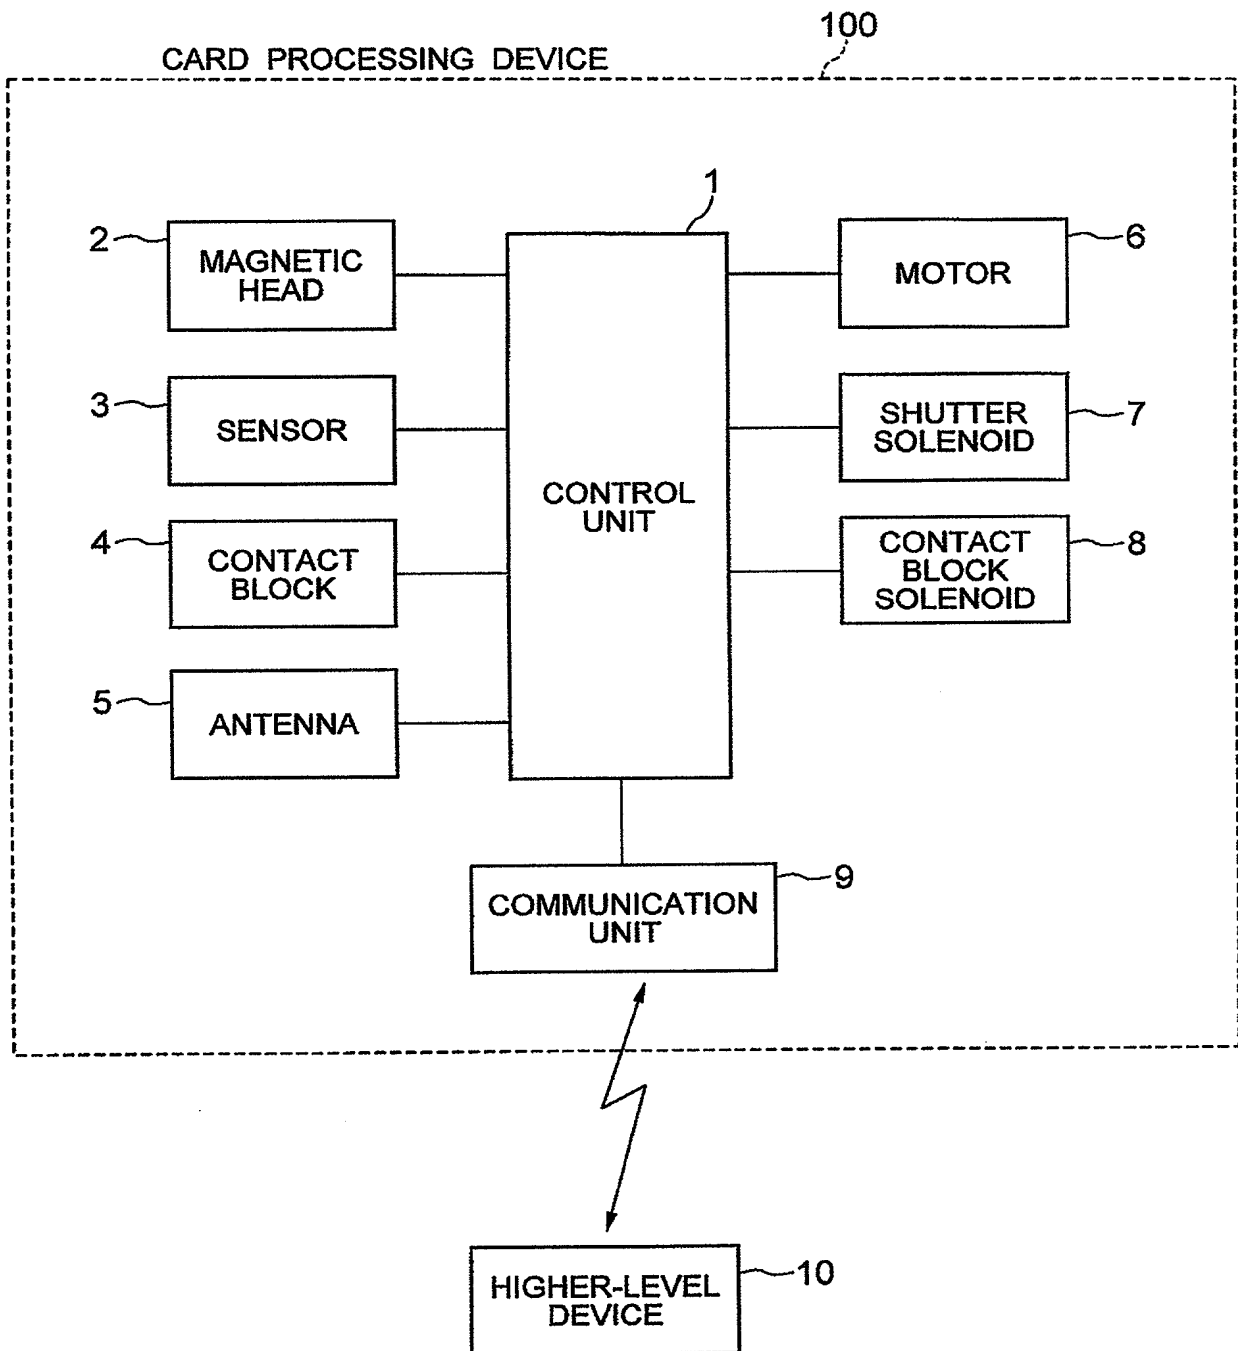 100
CARD PROCESSING DEVICE
1
2
MAGNETIC
HEAD
6
MOTOR
3
SENSOR
7
SHUTTER
SOLENOID
CONTROL
UNIT
4
CONTACT
BLOCK
8
CONTACT
BLOCK
SOLENOID
5
ANTENNA
9
COMMUNICATION
UNIT
10
HIGHER-LEVEL
DEVICE